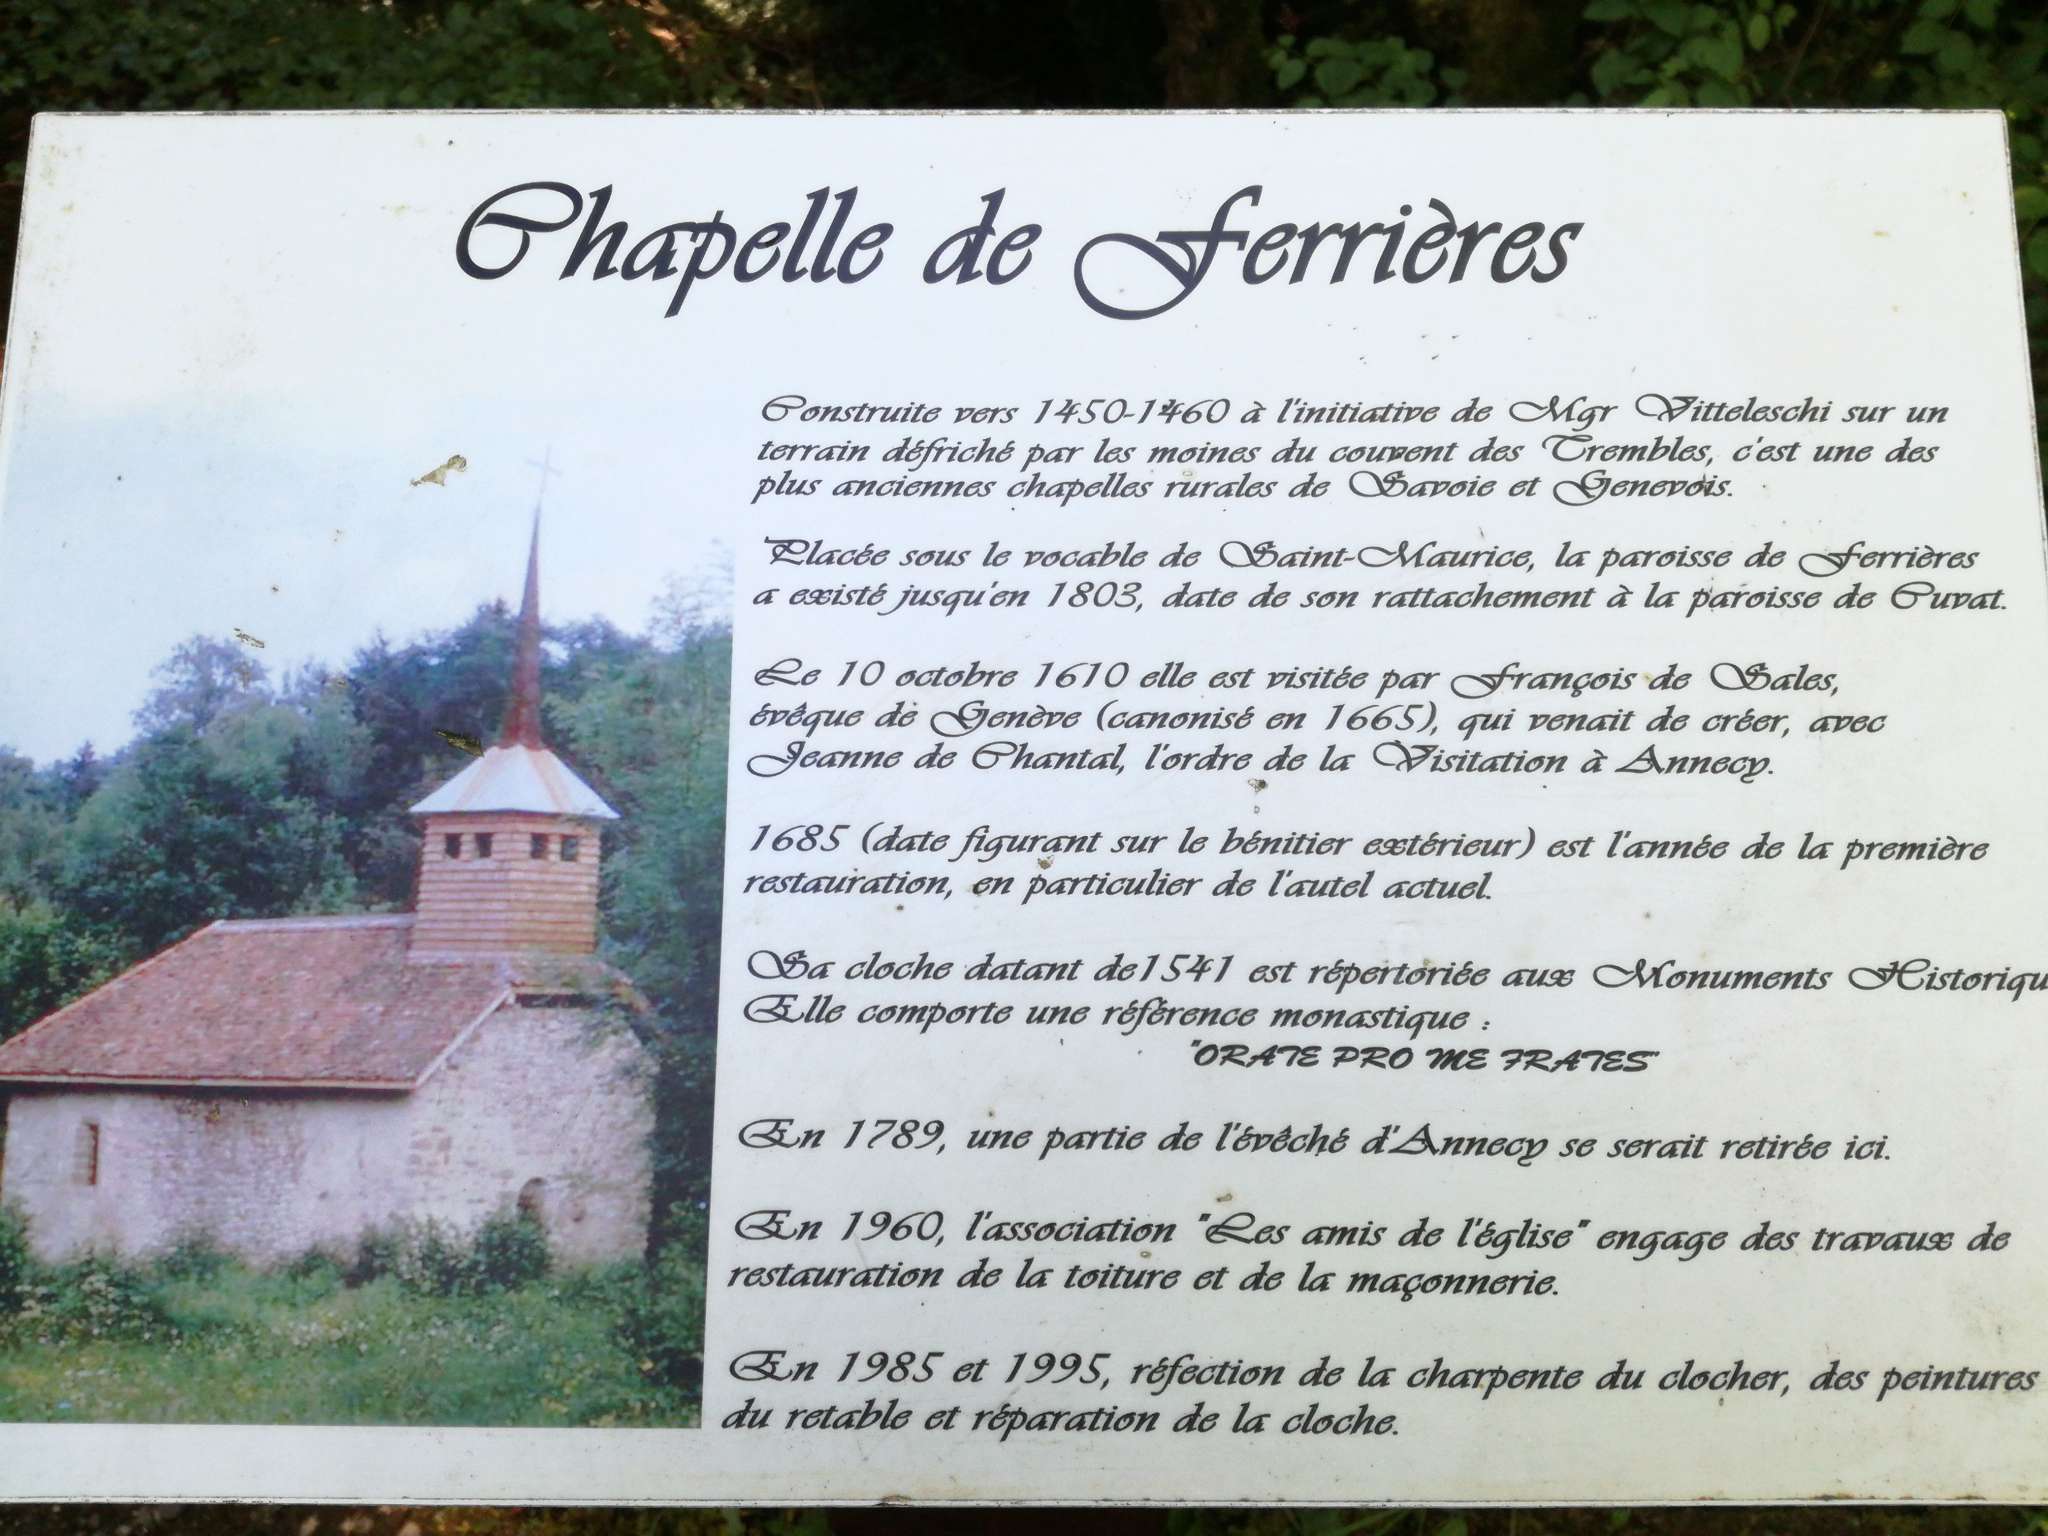 Chapelle de Ferrières
Construite vers 1450-1460 à l'initiative de Mgr Vitteleschi sur un
terrain défriché par les moines du couvent des Trembles, c'est une des
plus anciennes chapelles rurales de Savoie et Genevois.
Placée sous le vocable de Saint-Maurice, la paroisse de Ferrières
a existé jusqu'en 1803, date de son rattachement à la paroisse de Cuvat.
Le 10 octobre 1610 elle est visitée par François de Sales,
évêque de Genève (canonisé en 1665), qui venait de créer, avec
Jeanne de Chantal, l'ordre de la Visitation à Annecy.
1685 (date figurant sur le bénitier extérieur) est l'année de la première
restauration, en particulier de l'autel actuel.
Sa cloche datant de1541 est répertoriée aux Monuments Historiqu
Elle comporte une référence monastique :
"ORATE PRO ME FRATES"
En 1789, une partie de l'évêché d'Annecy se serait retirée ici.
En 1960, l'association "Les amis de l'église" engage des travaux de
restauration de la toiture et de la maçonnerie.
En 1985 et 1995, réfection de la charpente du clocher, des peintures
du retable et réparation de la cloche.